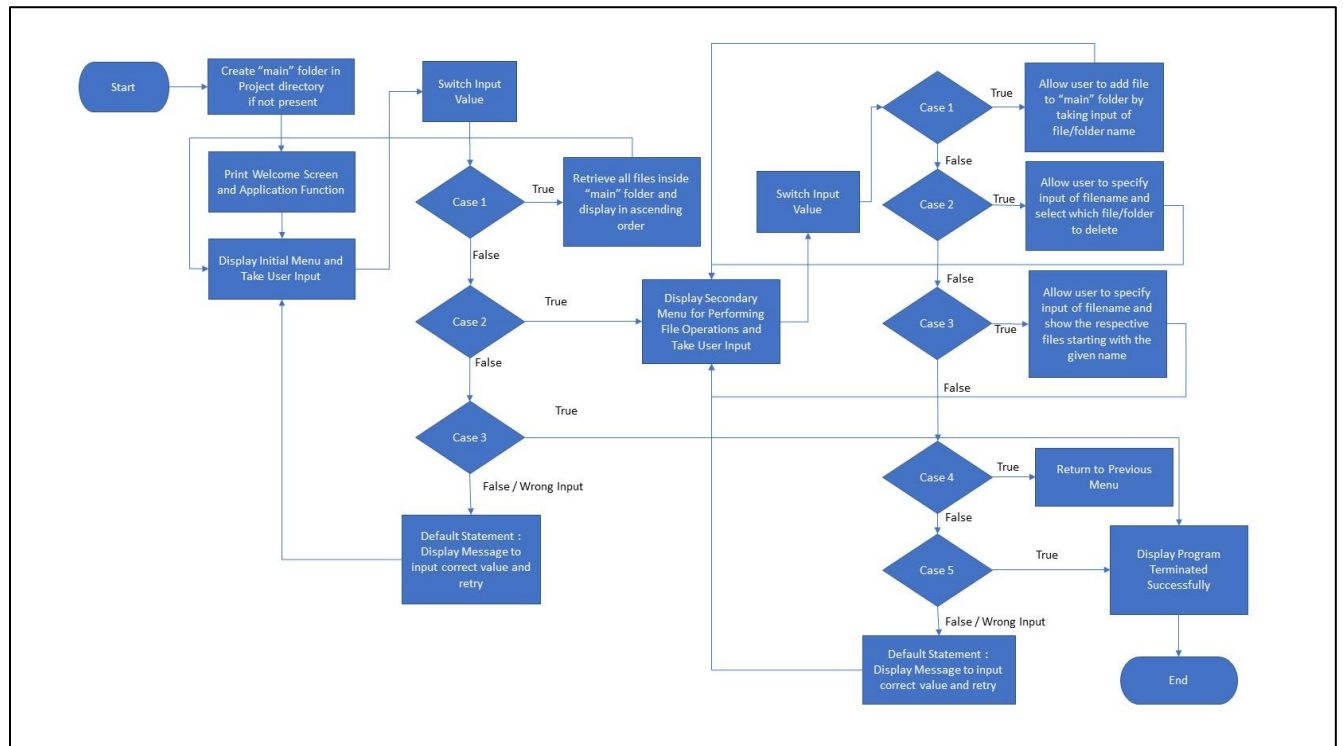 Start
Create “main” folder in
Project directory
if not present
Print Welcome Screen
and Application Function
Display Initial Menu and
Take User Input
Switch Input
Value
Case 1
True
Retrieve all files inside
“main” folder and
display in ascending
order
False
Case 2
True
False
Case 3
True
False / Wrong Input
Default Statement :
Display Message to
input correct value and
retry
Display Secondary
Menu for Performing
File Operations and
Take User Input
Switch Input
Value
Case 1
True
Allow user to add file
to “main” folder by
taking input of
file/folder name
False
Case 2
True
Allow user to specify
input of filename and
select which file/folder
to delete
False
Case 3
True
Allow user to specify
input of filename and
show the respective
files starting with the
given name
False
Case 4
True
Return to Previous
Menu
False
Case 5
True
Display Program
Terminated
Successfully
False / Wrong Input
Default Statement :
Display Message to input
correct value and retry
End